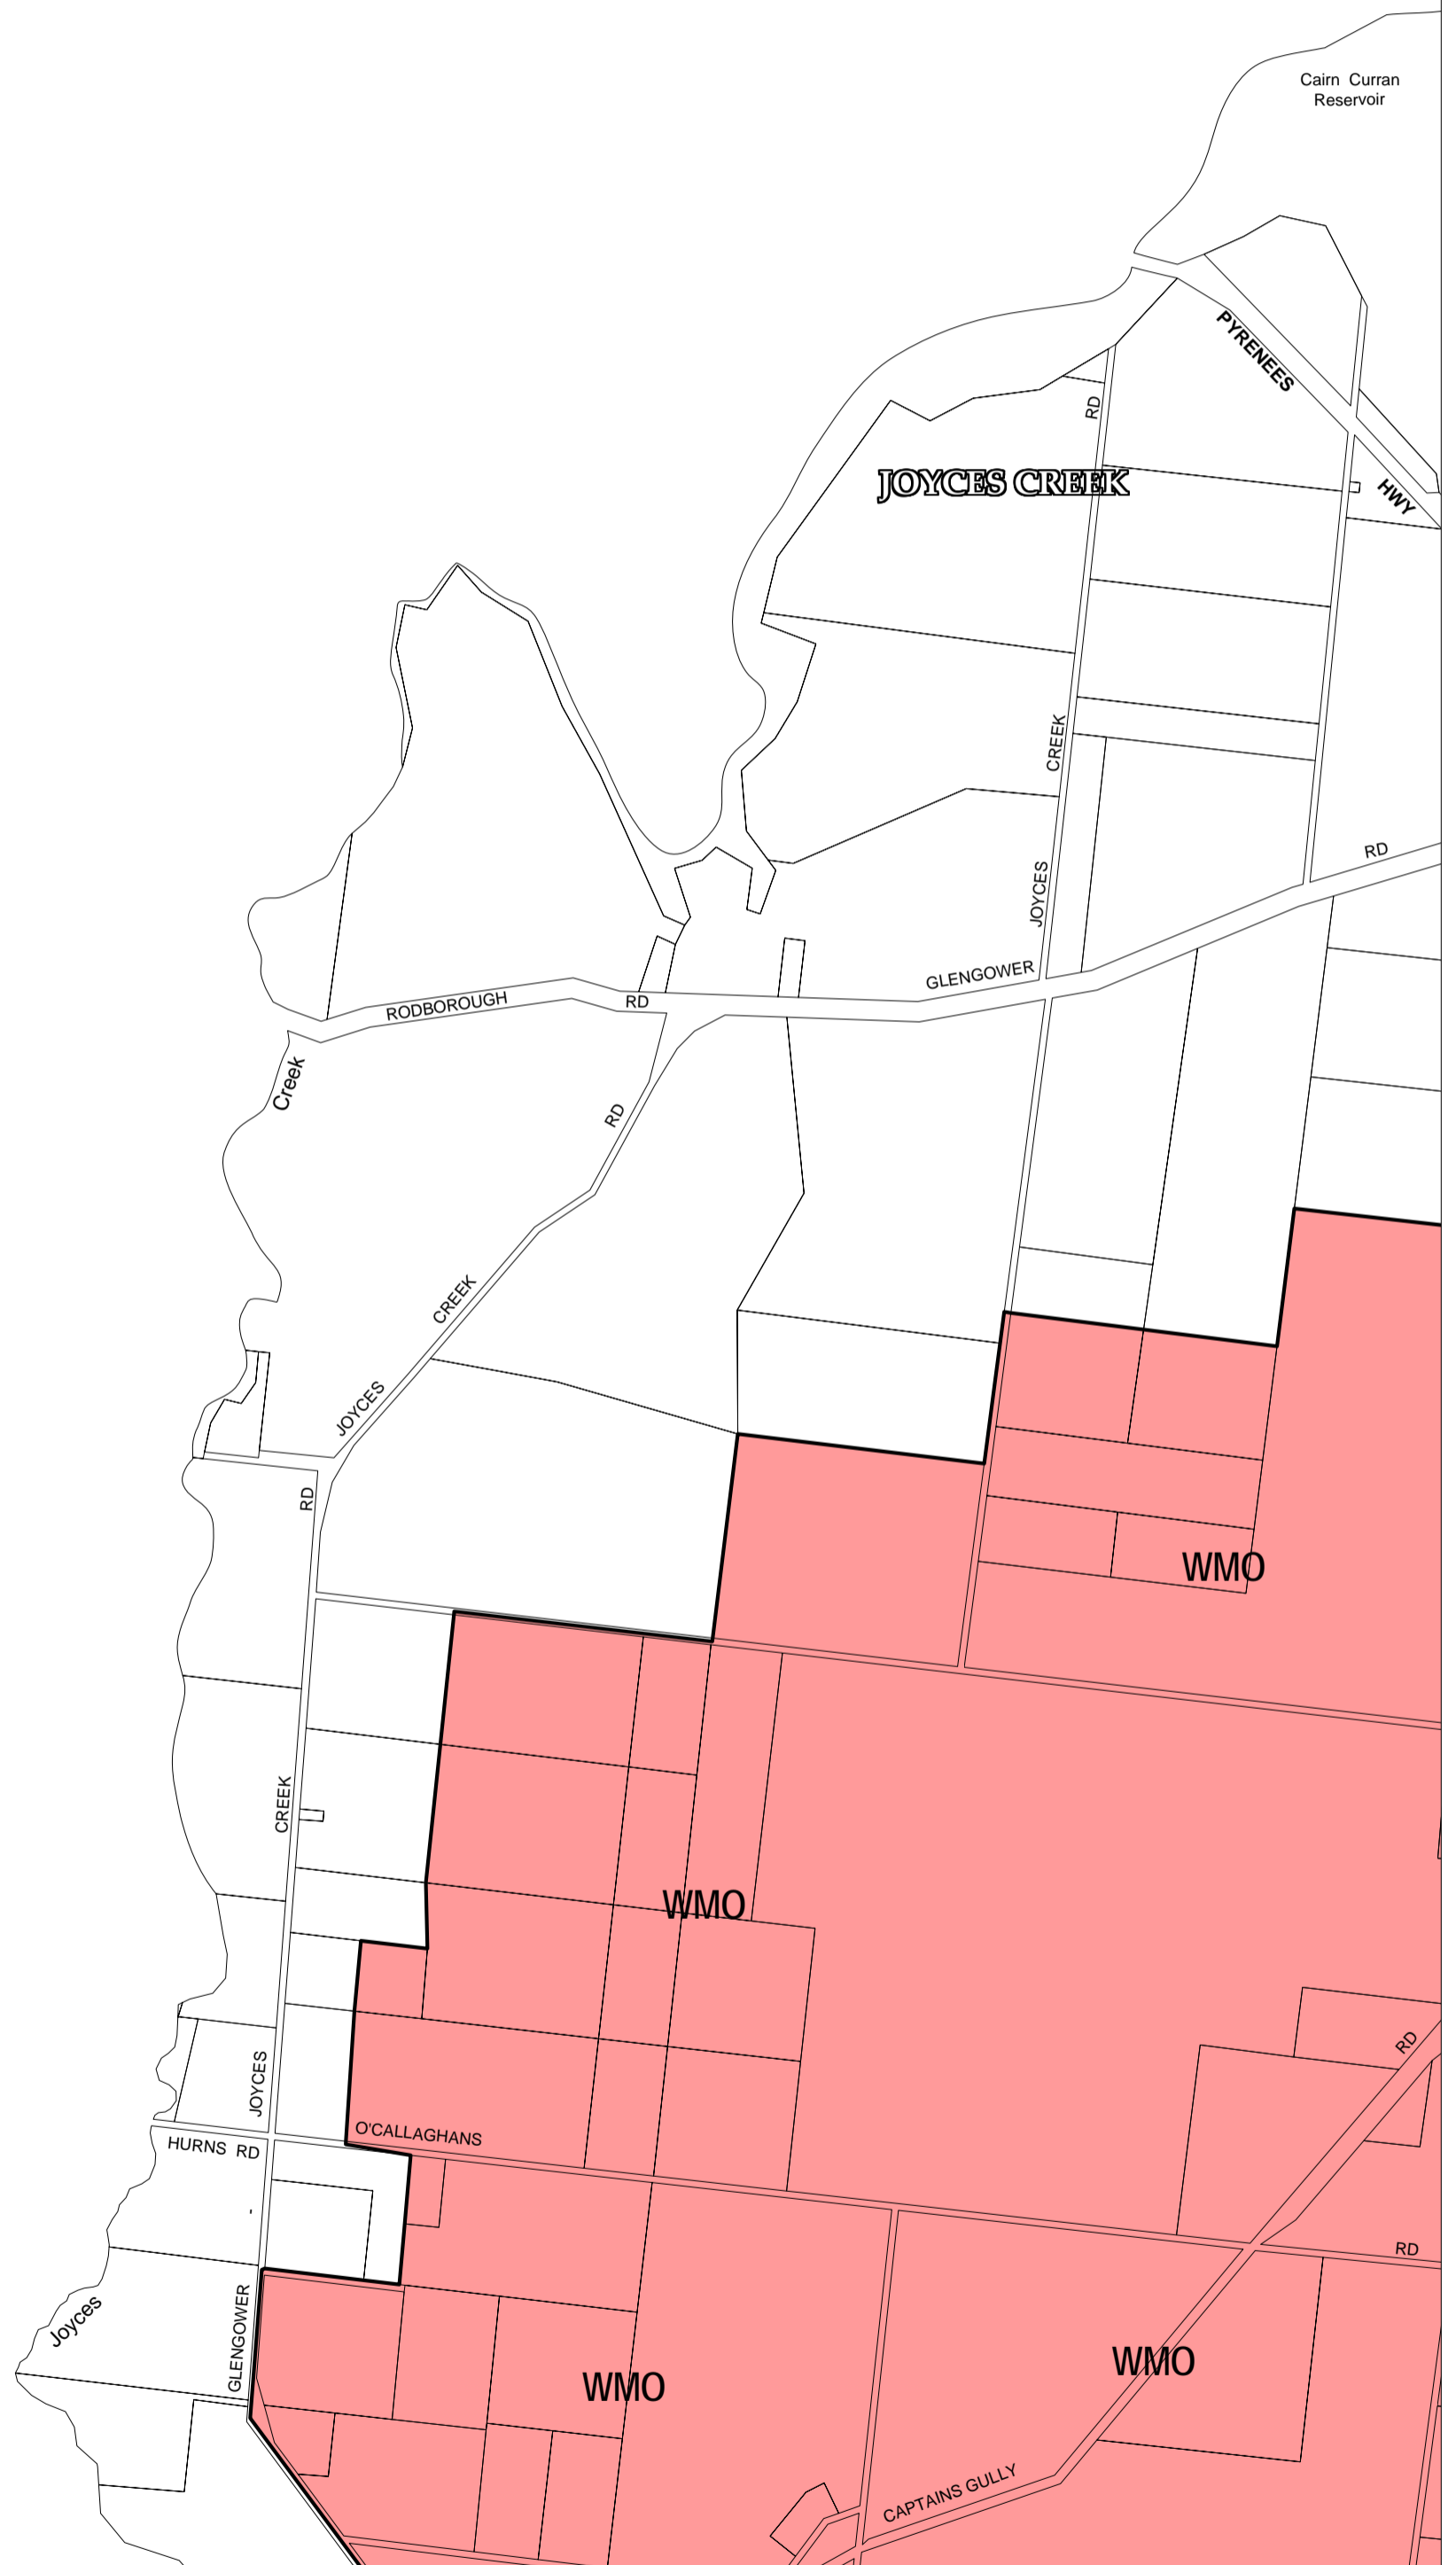 Cairn Curran
Reservoir
PYRENEES
HWY
RD
JOYCES CREEK
CREEK
JOYCES
RD
GLENGOWER
RODBOROUGH
RD
Creek
RD
CREEK
JOYCES
RD
WMO
CREEK
WMO
JOYCES
O'CALLAGHANS
HURNS RD
RD
RD
Joyces
GLENGOWER
WMO
WMO
CAPTAINS GULLY